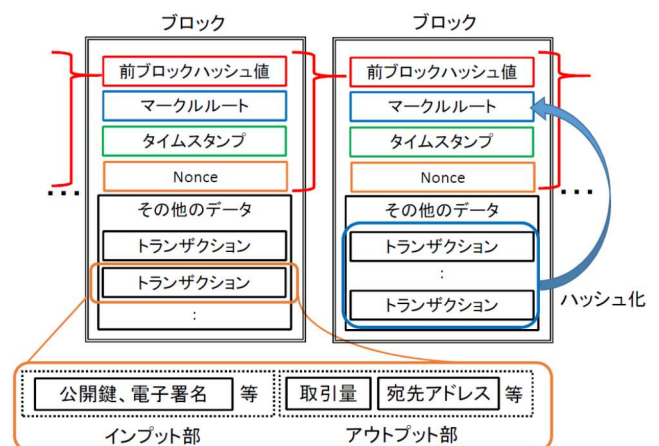 ブロック
前ブロックハッシュ値
マークルルート
タイムスタンプ
Nonce
その他のデータ
トランザクション
トランザクション
:
ブロック
前ブロックハッシュ値
マークルルート
タイムスタンプ
Nonce
その他のデータ
トランザクション
:
トランザクション
ハッシュ化
...
...
公開鍵、電子署名 等
インプット部
取引量 宛先アドレス 等
アウトプット部